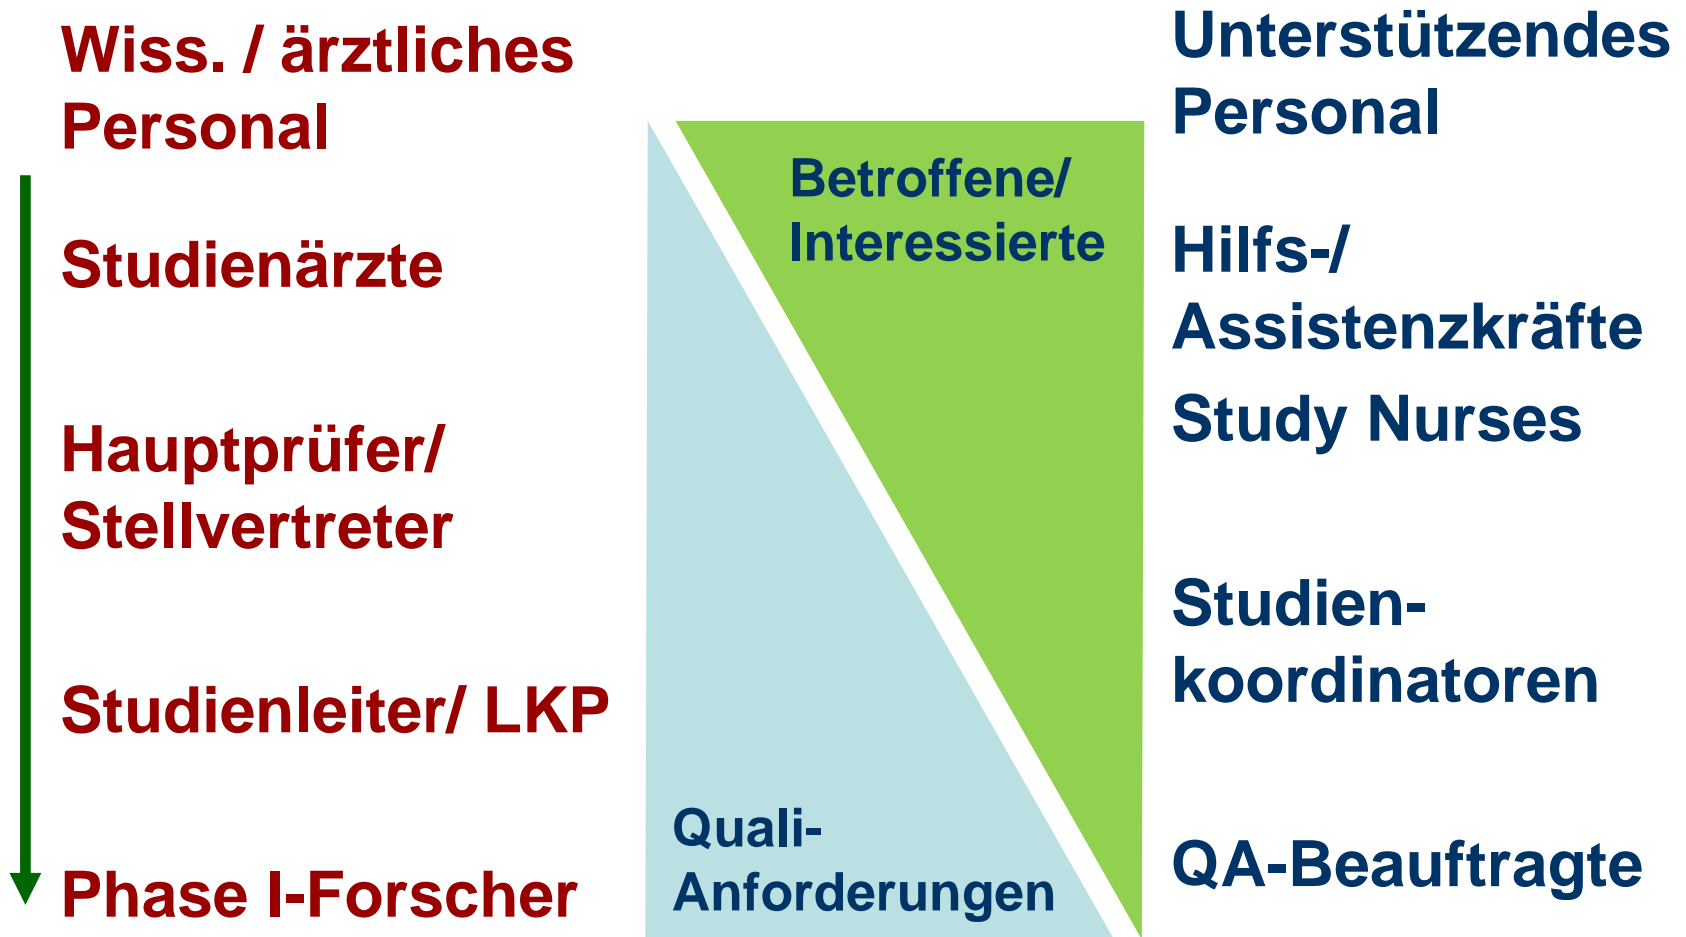 Wiss. / ärztliches
Personal
Studienärzte
Hauptprüfer/
Stellvertreter
Studienleiter/ LKP
Phase I-Forscher
Betroffene/
Interessierte
Quali-
Anforderungen
Unterstützendes
Personal
Hilfs-/
Assistenzkräfte
Study Nurses
Studien-
koordinatoren
QA-Beauftragte